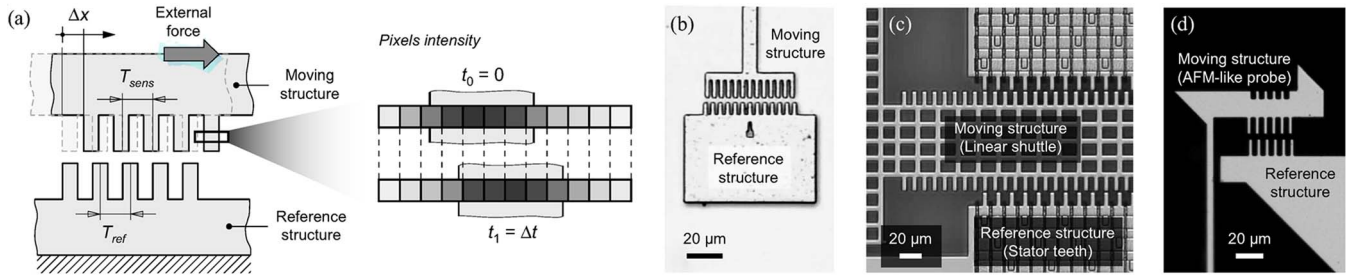 (a)
Δx
External
force
T_sens
Moving
structure
T_ref
Reference
structure
Pixels intensity
t₀ = 0
t₁ = Δt
(b)
Moving
structure
Reference
structure
20 μm
(c)
Moving structure
(Linear shuttle)
Reference structure
(Stator teeth)
20 μm
(d)
Moving structure
(AFM-like probe)
Reference
structure
20 μm